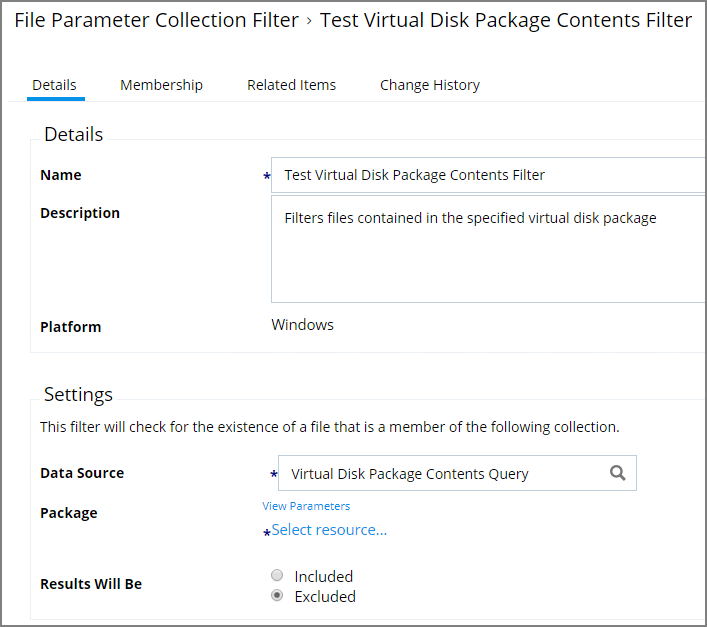 File Parameter Collection Filter › Test Virtual Disk Package Contents Filter
Details Membership Related Items Change History
Details
Name * Test Virtual Disk Package Contents Filter
Description Filters files contained in the specified virtual disk package
Platform Windows
Settings
This filter will check for the existence of a file that is a member of the following collection.
Data Source * Virtual Disk Package Contents Query
View Parameters
Package
*Select resource...
Included
Results Will Be
Excluded